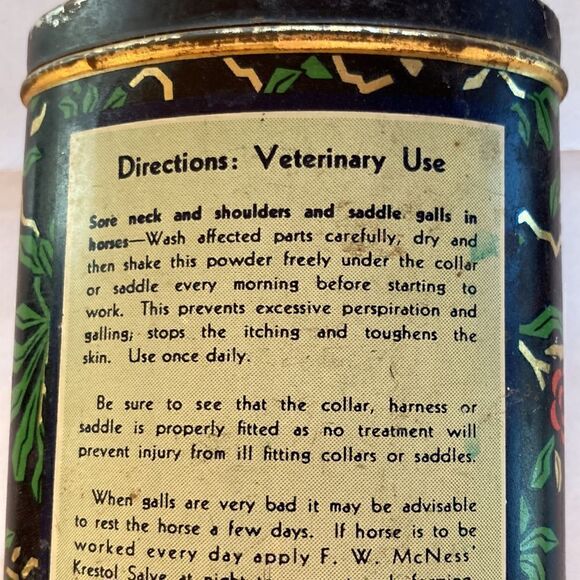 Directions: Veterinary Use
Sore neck and shoulders and saddle galls in
horses—Wash affected parts carefully, dry and
then shake this powder freely under the collar
or saddle every morning before starting to
work. This prevents excessive perspiration and
galling; stops the itching and toughens the
skin. Use once daily.
Be sure to see that the collar, harness or
saddle is properly fitted as no treatment will
prevent injury from ill fitting collars or saddles.
When galls are very bad it may be advisable
to rest the horse a few days. If horse is to be
worked every day apply F. W. McNess'
Krestol Salve at night